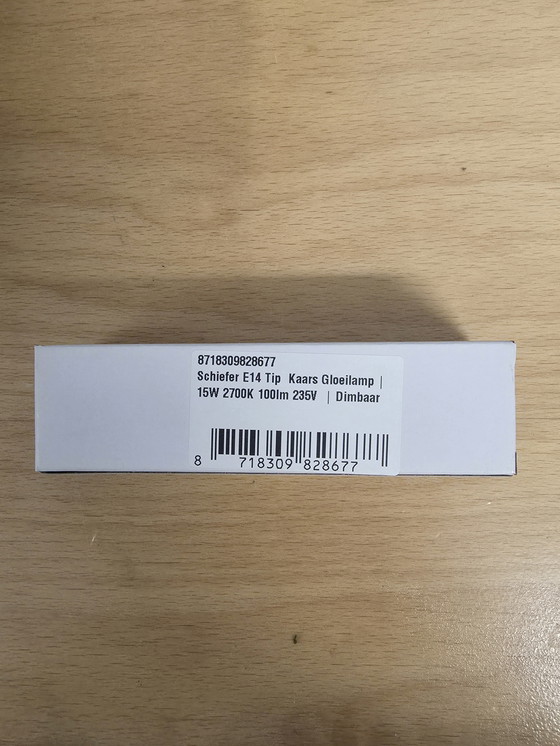 8718309828677
Schiefer E14 Tip Kaars Gloeilamp |
15W 2700K 100lm 235V | Dimbaar
8 718309 828677